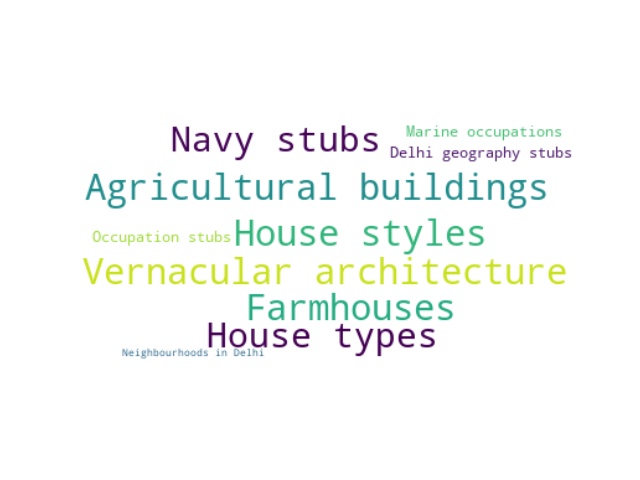 Marine occupations
Navy stubs
Delhi geography stubs
Agricultural buildings
Occupation stubs
House styles
Vernacular architecture
Farmhouses
House types
Neighbourhoods in Delhi